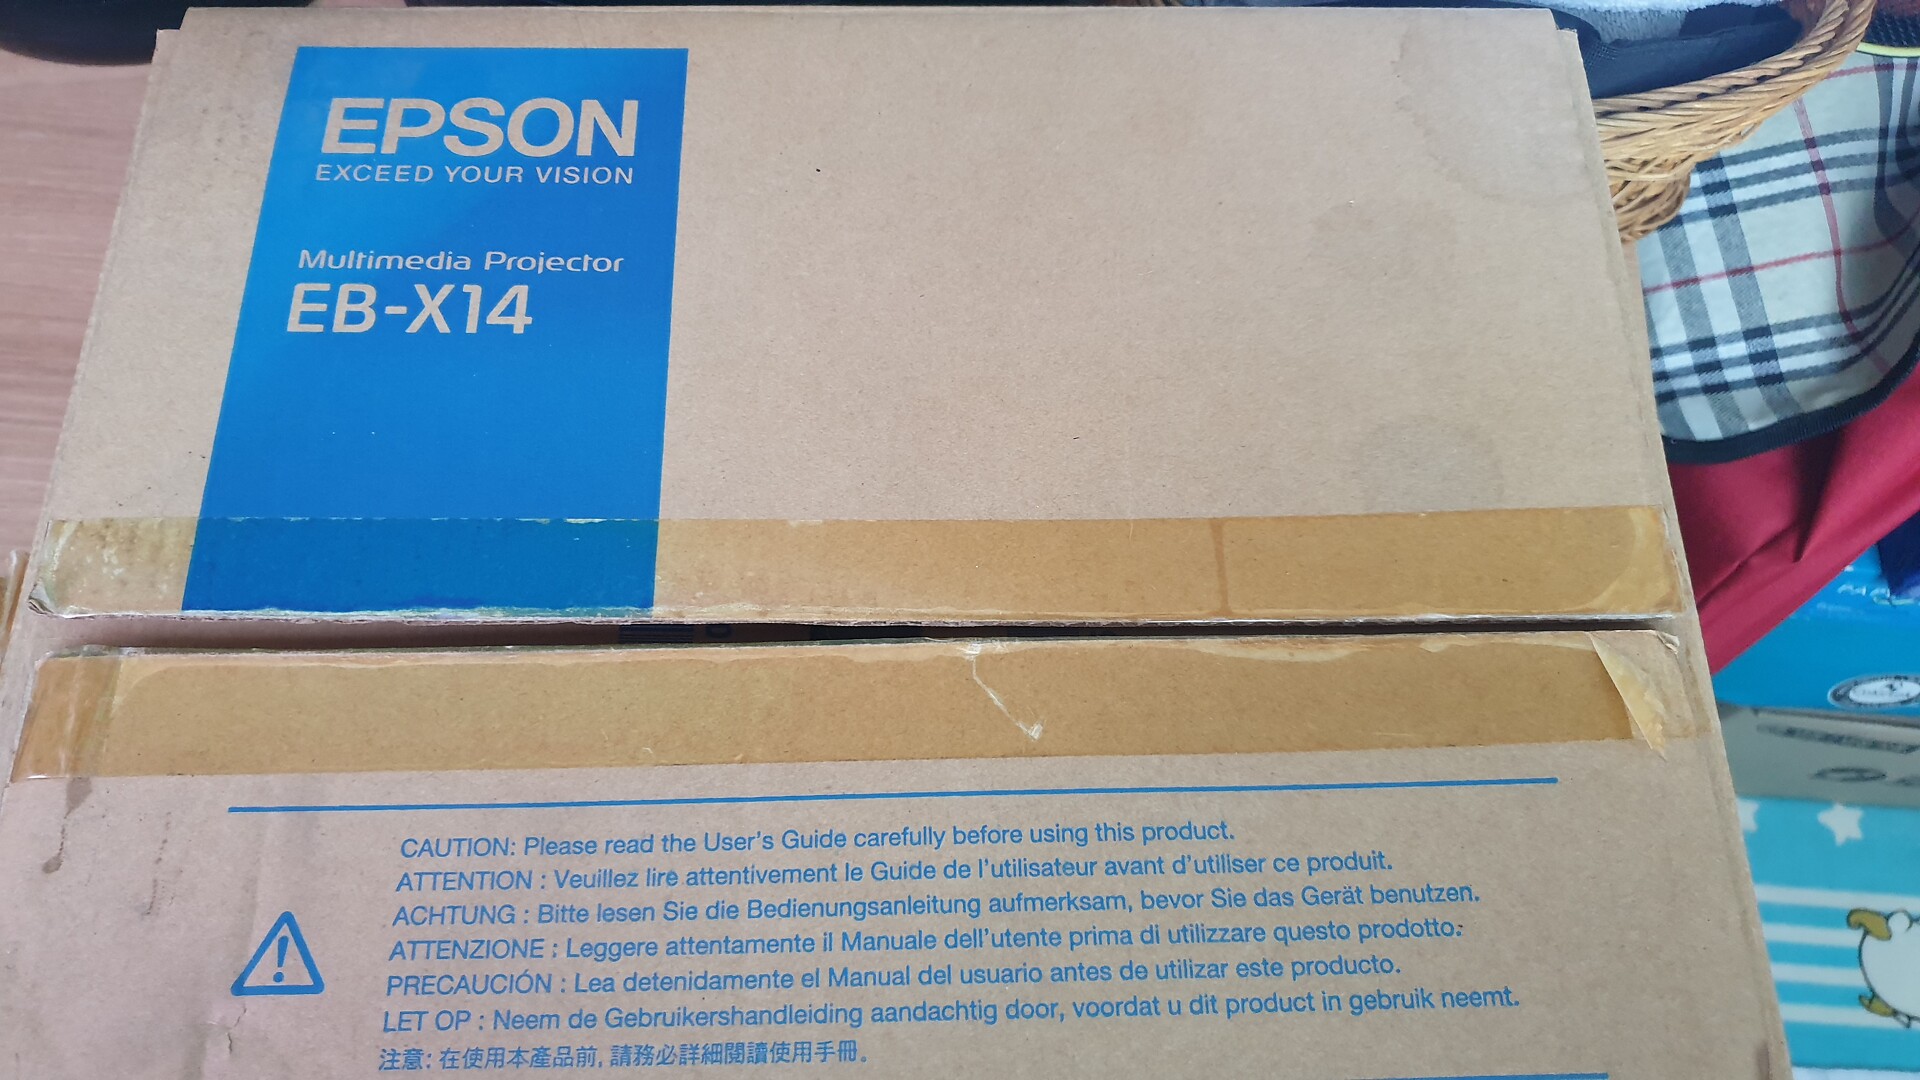 EPSON
EXCEED YOUR VISION
Multimedia Projector
EB-X14
CAUTION: Please read the User's Guide carefully before using this product.
ATTENTION : Veuillez lire attentivement le Guide de l'utilisateur avant d'utiliser ce produit.
ACHTUNG : Bitte lesen Sie die Bedienungsanleitung aufmerksam, bevor Sie das Gerät benutzen.
ATTENZIONE : Leggere attentamente il Manuale dell'utente prima di utilizzare questo prodotto.
PRECAUCIÓN : Lea detenidamente el Manual del usuario antes de utilizar este producto.
LET OP : Neem de Gebruikershandleiding aandachtig door, voordat u dit product in gebruik neemt.
注意: 在使用本產品前, 請務必詳細閱讀使用手冊。